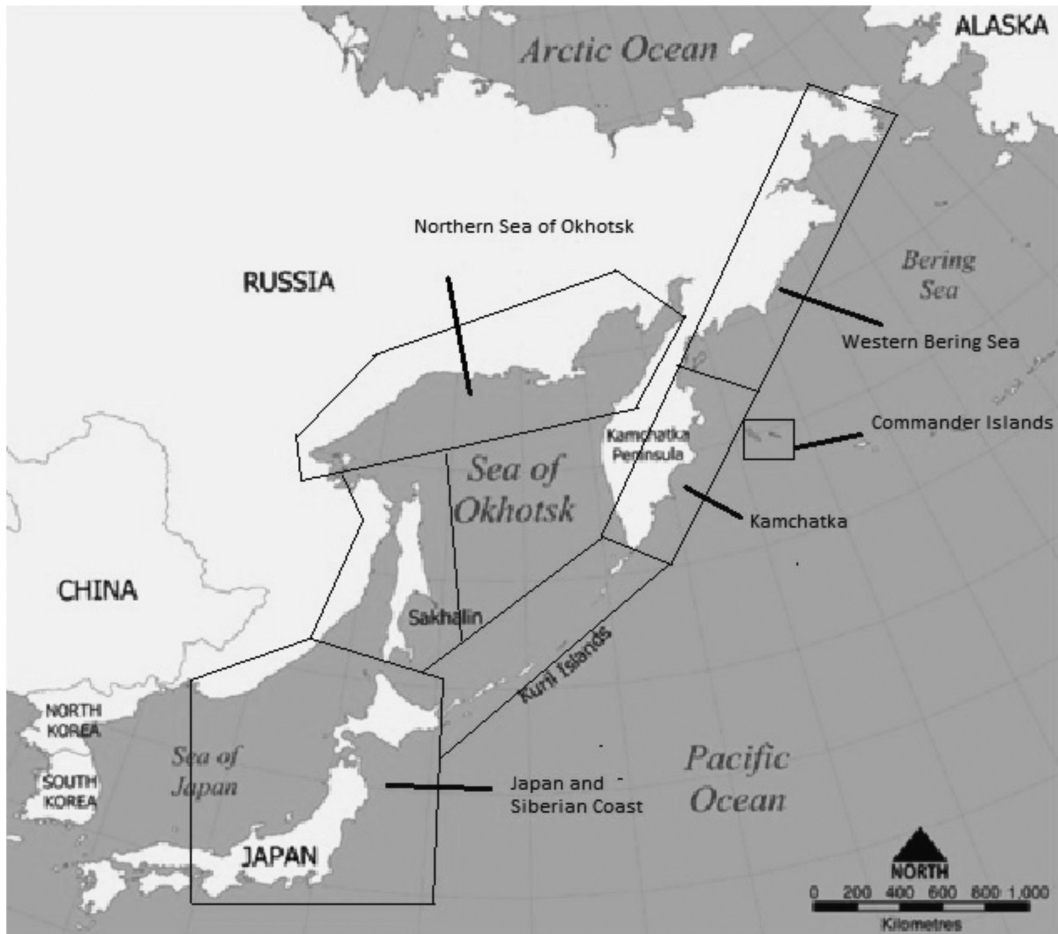 ALASKA
Arctic Ocean
Northern Sea of Okhotsk
RUSSIA
Bering
Sea
Western Bering Sea
Commander Islands
Kamchatka
Peninsula
Sea of
Okhotsk
Kamchatka
CHINA
Sakhalin
Kuril Islands
NORTH
KOREA
Sea of
Japan
SOUTH
KOREA
Pacific
Ocean
Japan and
Siberian Coast
JAPAN
NORTH
0 200 400 600 800 1,000
Kilometres